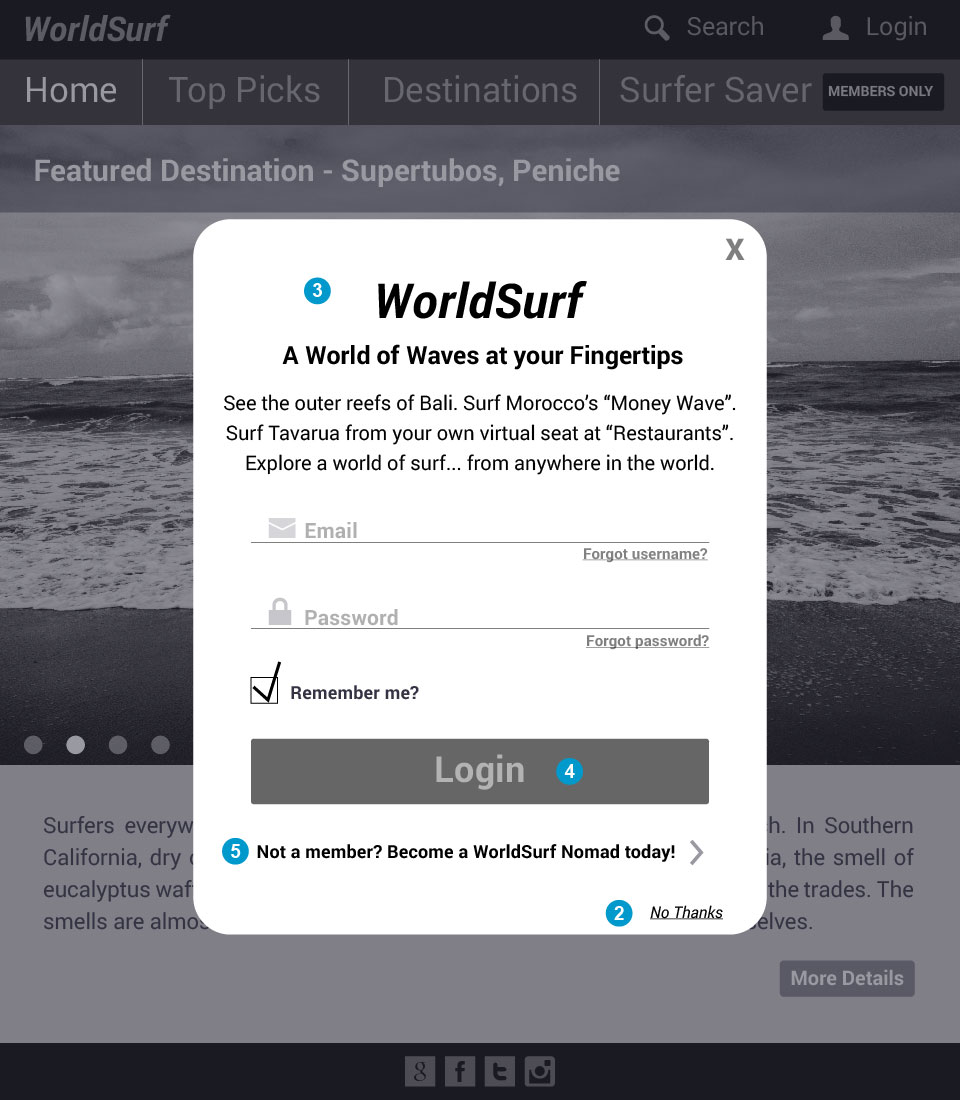 WorldSurf
Search
Login
Home
Top Picks
Destinations
Surfer Saver
MEMBERS ONLY
Featured Destination - Supertubos, Peniche
X
3
WorldSurf
A World of Waves at your Fingertips
See the outer reefs of Bali. Surf Morocco’s “Money Wave”.
Surf Tavarua from your own virtual seat at “Restaurants”.
Explore a world of surf... from anywhere in the world.
Email
Forgot username?
Password
Forgot password?
Remember me?
Login 4
5 Not a member? Become a WorldSurf Nomad today!
2 No Thanks
Surfers In Southern
California, dry the smell of
eucalyptus the trades. The
smells are
More Details